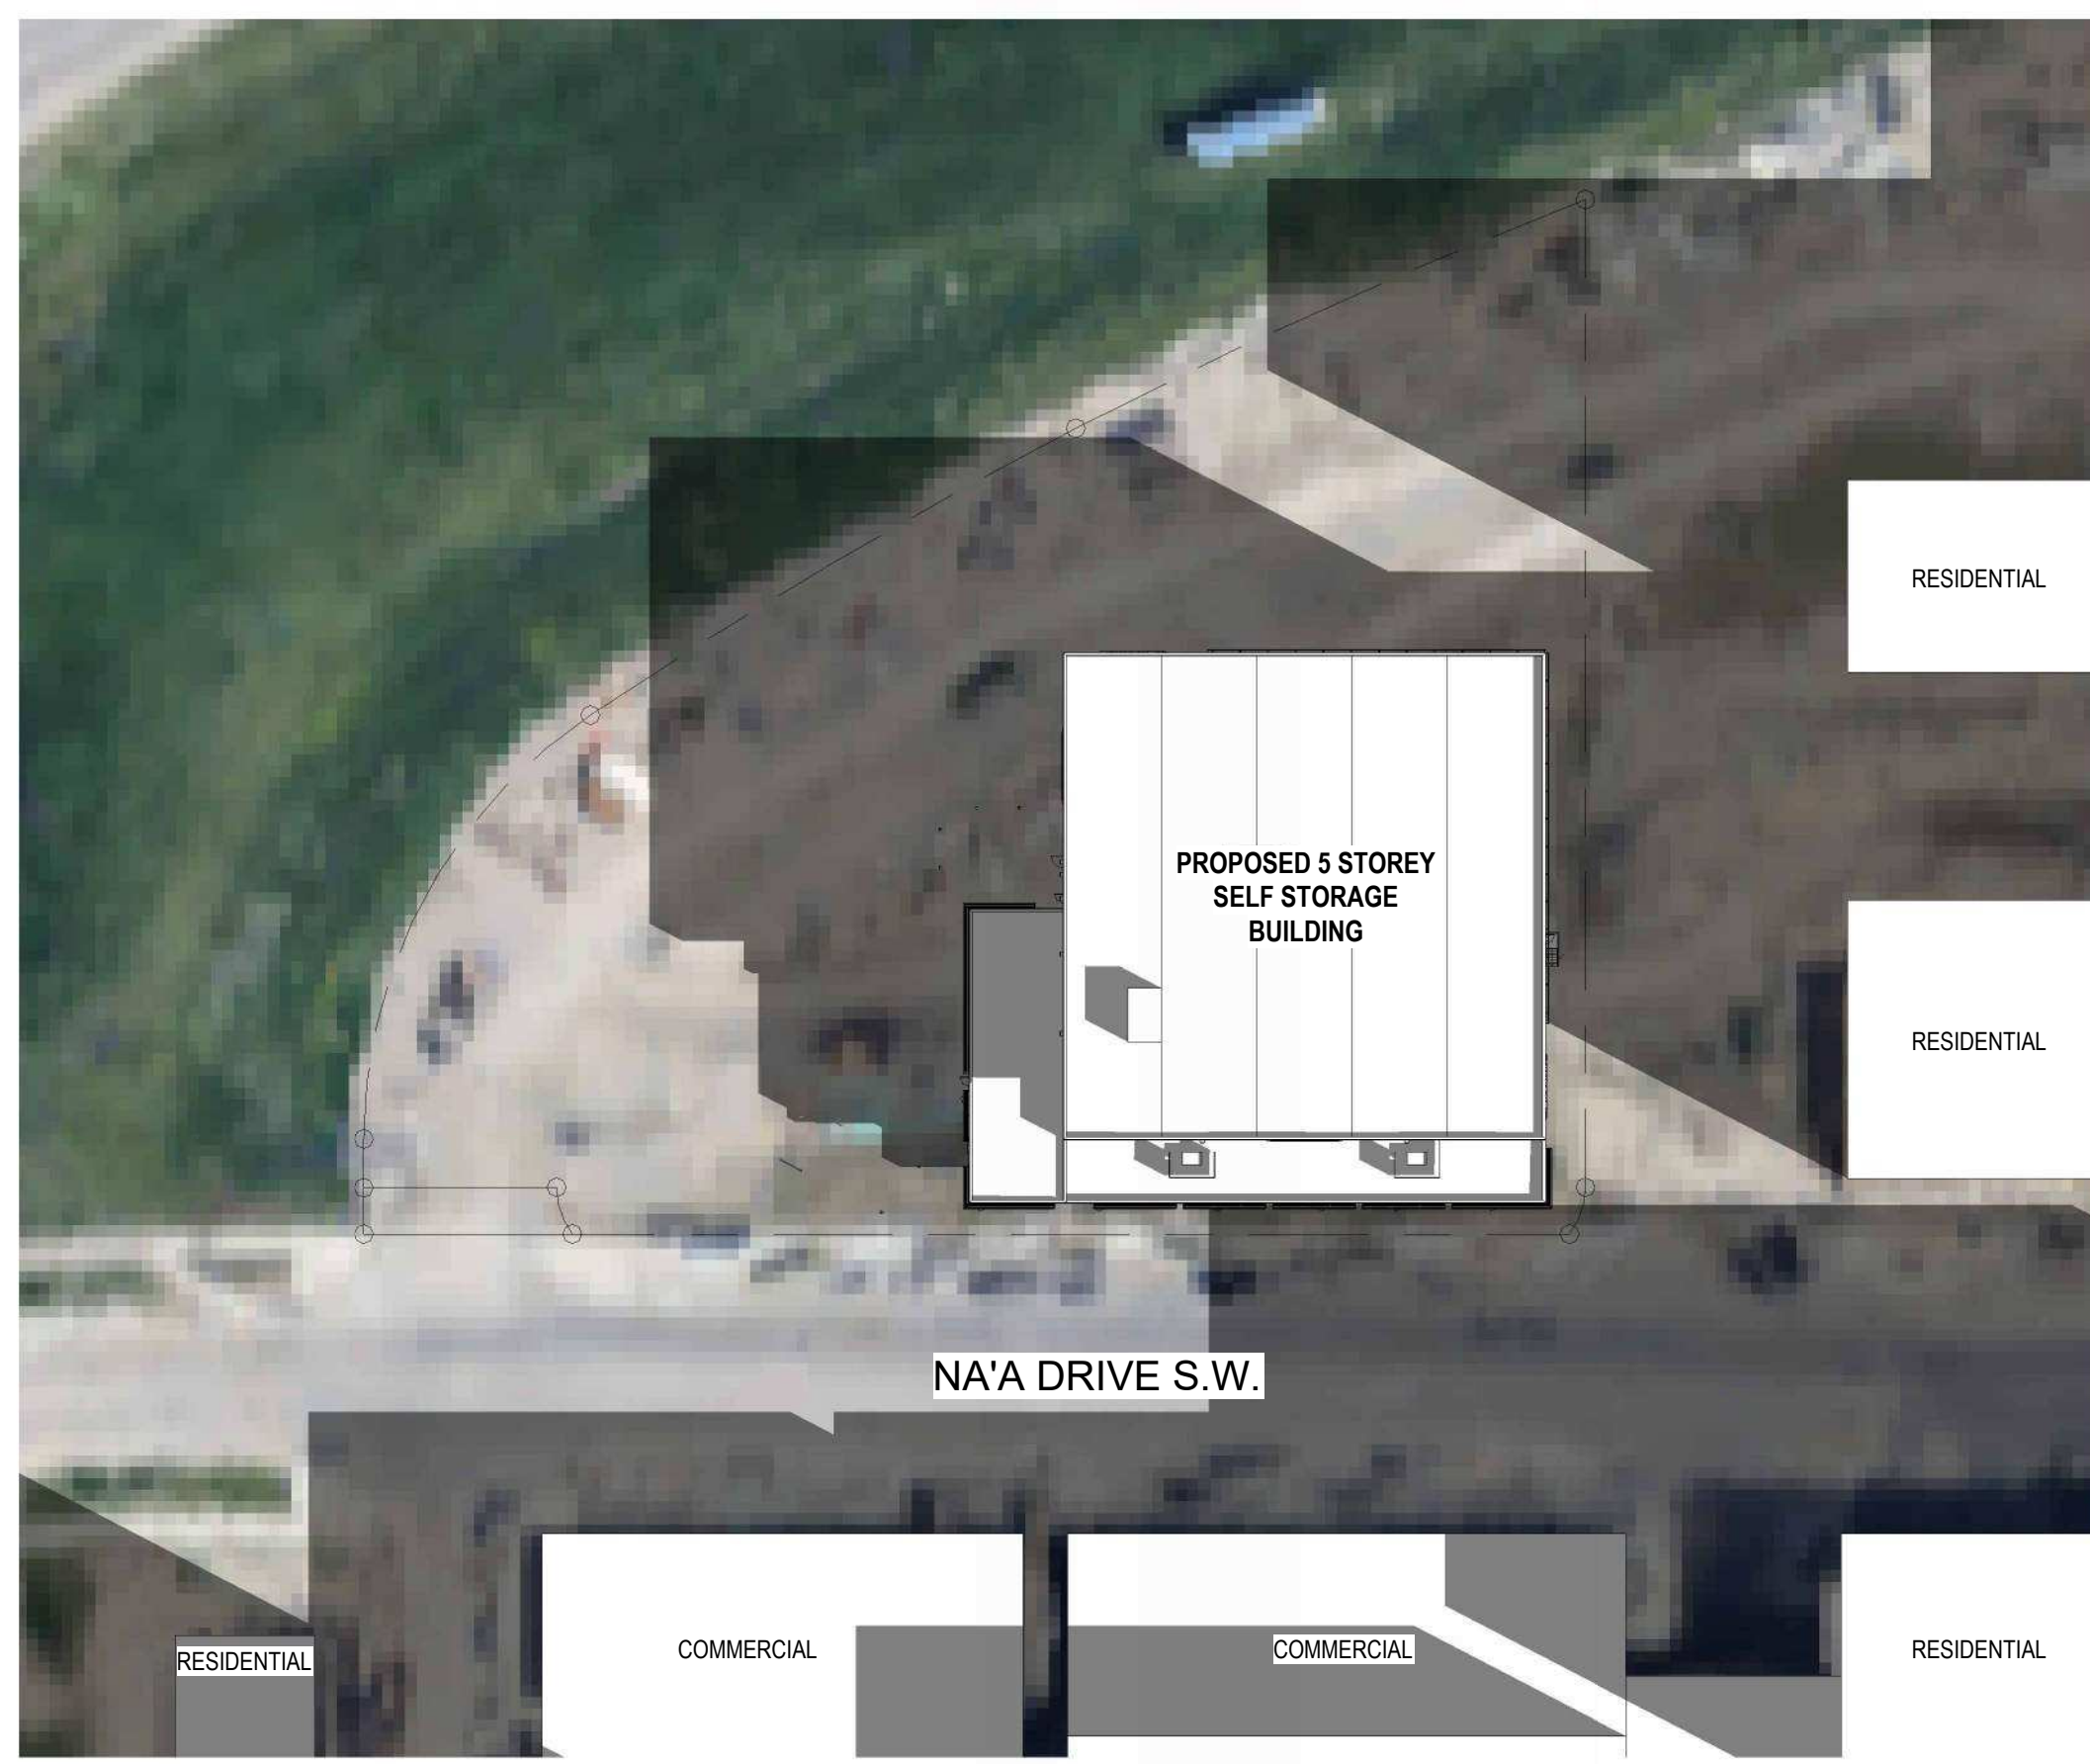 RESIDENTIAL
PROPOSED 5 STOREY
SELF STORAGE
BUILDING
RESIDENTIAL
NA'A DRIVE S.W.
RESIDENTIAL
COMMERCIAL
COMMERCIAL
RESIDENTIAL